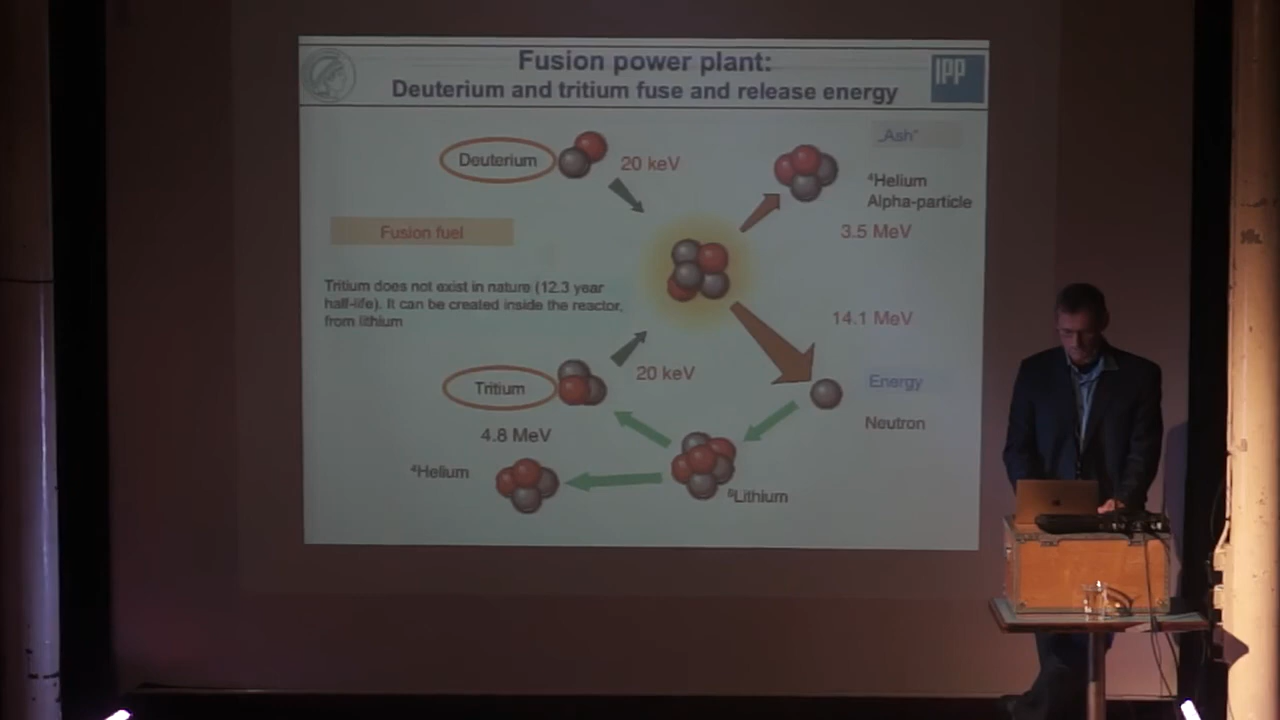 Fusion power plant:
Deuterium and tritium fuse and release energy
IPP
„Ash“
Deuterium
20 keV
⁴Helium
Alpha-particle
3.5 MeV
Fusion fuel
Tritium does not exist in nature (12.3 year
half-life). It can be created inside the reactor,
from lithium
14.1 MeV
20 keV
Tritium
Energy
Neutron
4.8 MeV
⁴Helium
⁶Lithium